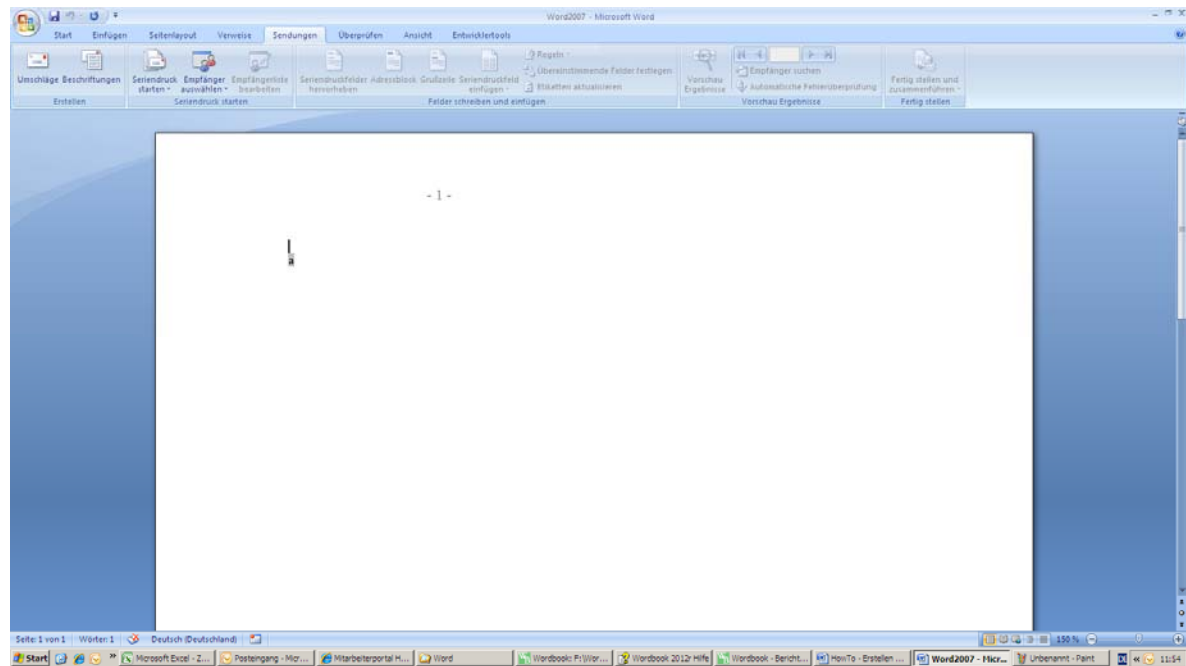 Word2007 - Microsoft Word
Start Einfügen Seitenlayout Verweise Sendungen Überprüfen Ansicht Entwicklertools
Umschläge Beschriftungen
Erstellen
Seriendruck starten Empfänger auswählen Empfängerliste bearbeiten
Seriendruck starten
Seriendruckfelder hervorheben Adressblock Grußzeile Seriendruckfeld einfügen
Regeln
Übereinstimmende Felder festlegen
Etiketten aktualisieren
Felder schreiben und einfügen
Vorschau Ergebnisse
Empfänger suchen
Automatische Fehlerüberprüfung
Vorschau Ergebnisse
Fertig stellen und zusammenführen
Fertig stellen
- 1 -
a
Seite: 1 von 1 Wörter: 1 Deutsch (Deutschland) 150 %
Start Microsoft Excel - Z... Posteingang - Micr... Mitarbeiterportal H... Word Wordbook: F:\Wor... Wordbook 2012r Hilfe Wordbook - Bericht... HowTo - Erstellen ... Word2007 - Micr... Unbenannt - Paint 11:54